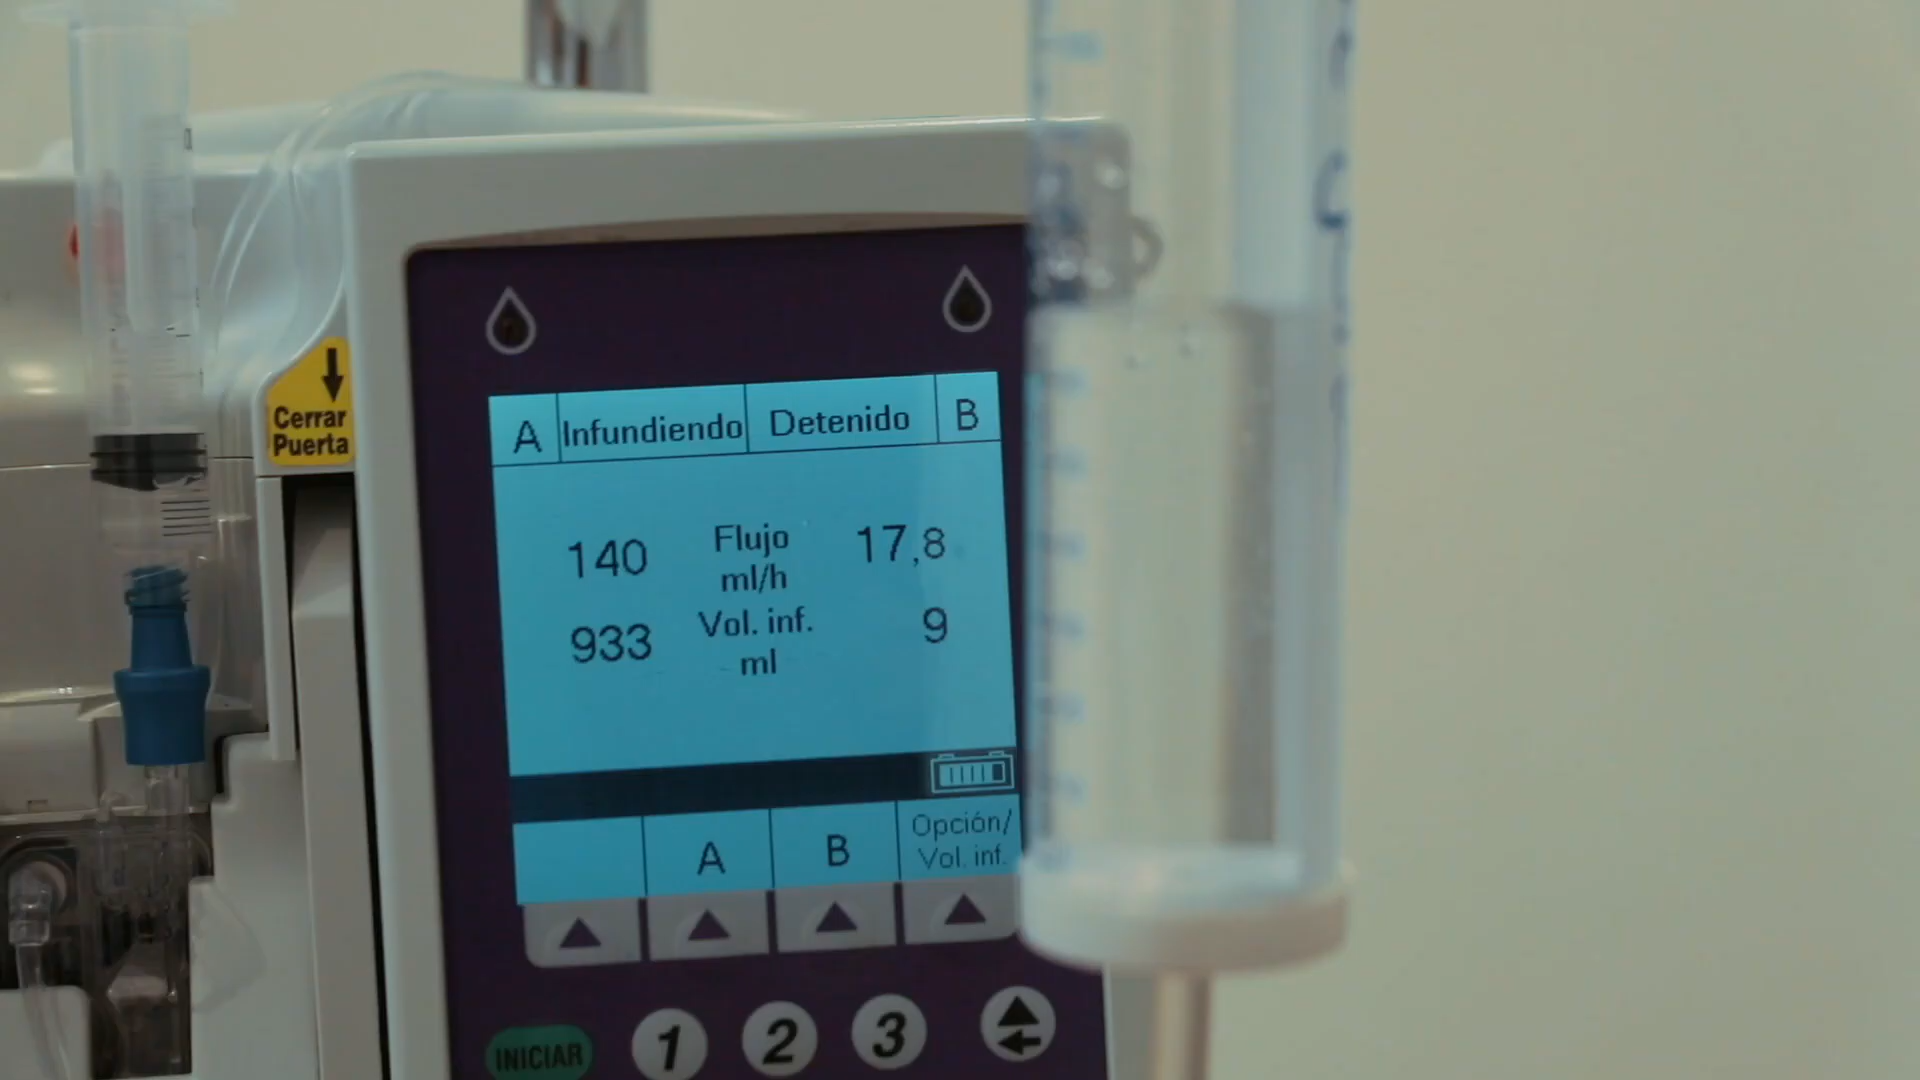 Cerrar
Puerta
A Infundiendo Detenido B
140 Flujo 17,8
ml/h
933 Vol. inf. 9
ml
A B Opción/
Vol. inf.
INICIAR 1 2 3